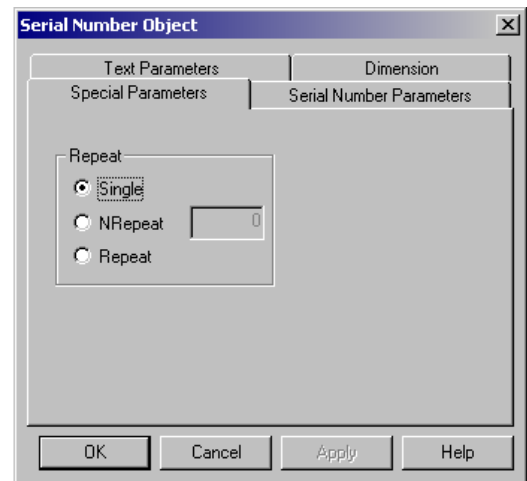 Serial Number Object
Text Parameters Dimension
Special Parameters Serial Number Parameters
Repeat
Single
NRepeat 0
Repeat
OK Cancel Apply Help